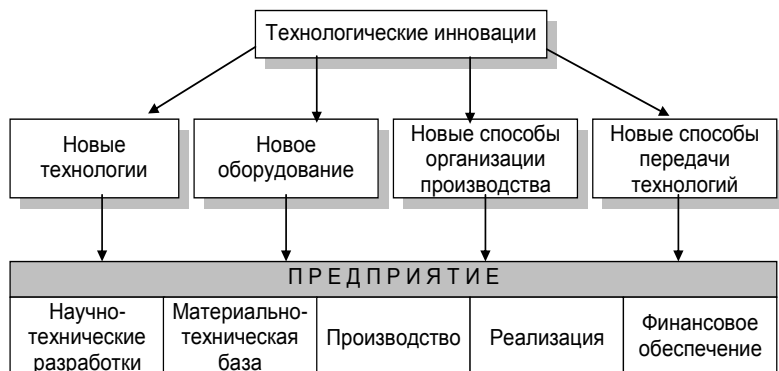 Технологические инновации
Новые
технологии
Новое
оборудование
Новые способы
организации
производства
Новые способы
передачи
технологий
ПРЕДПРИЯТИЕ
Научно-
технические
разработки
Материально-
техническая
база
Производство
Реализация
Финансовое
обеспечение